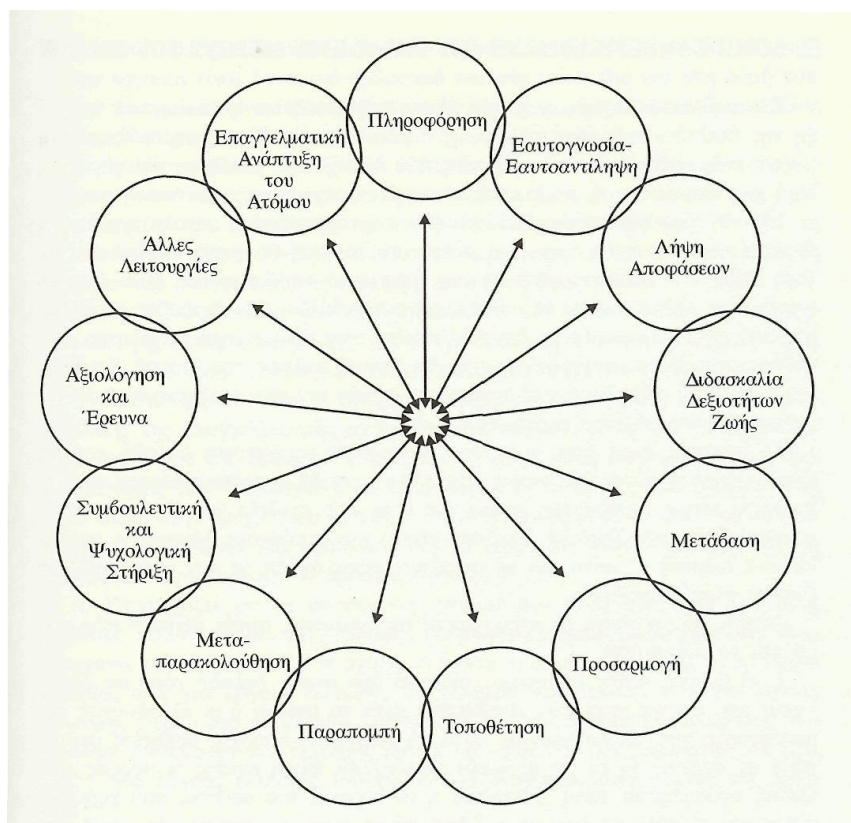 Πληροφόρηση
Εαυτογνωσία-
Εαυτοαντίληψη
Λήψη
Αποφάσεων
Διδασκαλία
Δεξιοτήτων
Ζωής
Μετάβαση
Προσαρμογή
Τοποθέτηση
Παραπομπή
Μετα-
παρακολούθηση
Συμβουλευτική
και
Ψυχολογική
Στήριξη
Αξιολόγηση
και
Έρευνα
Άλλες
Λειτουργίες
Επαγγελματική
Ανάπτυξη
του
Ατόμου